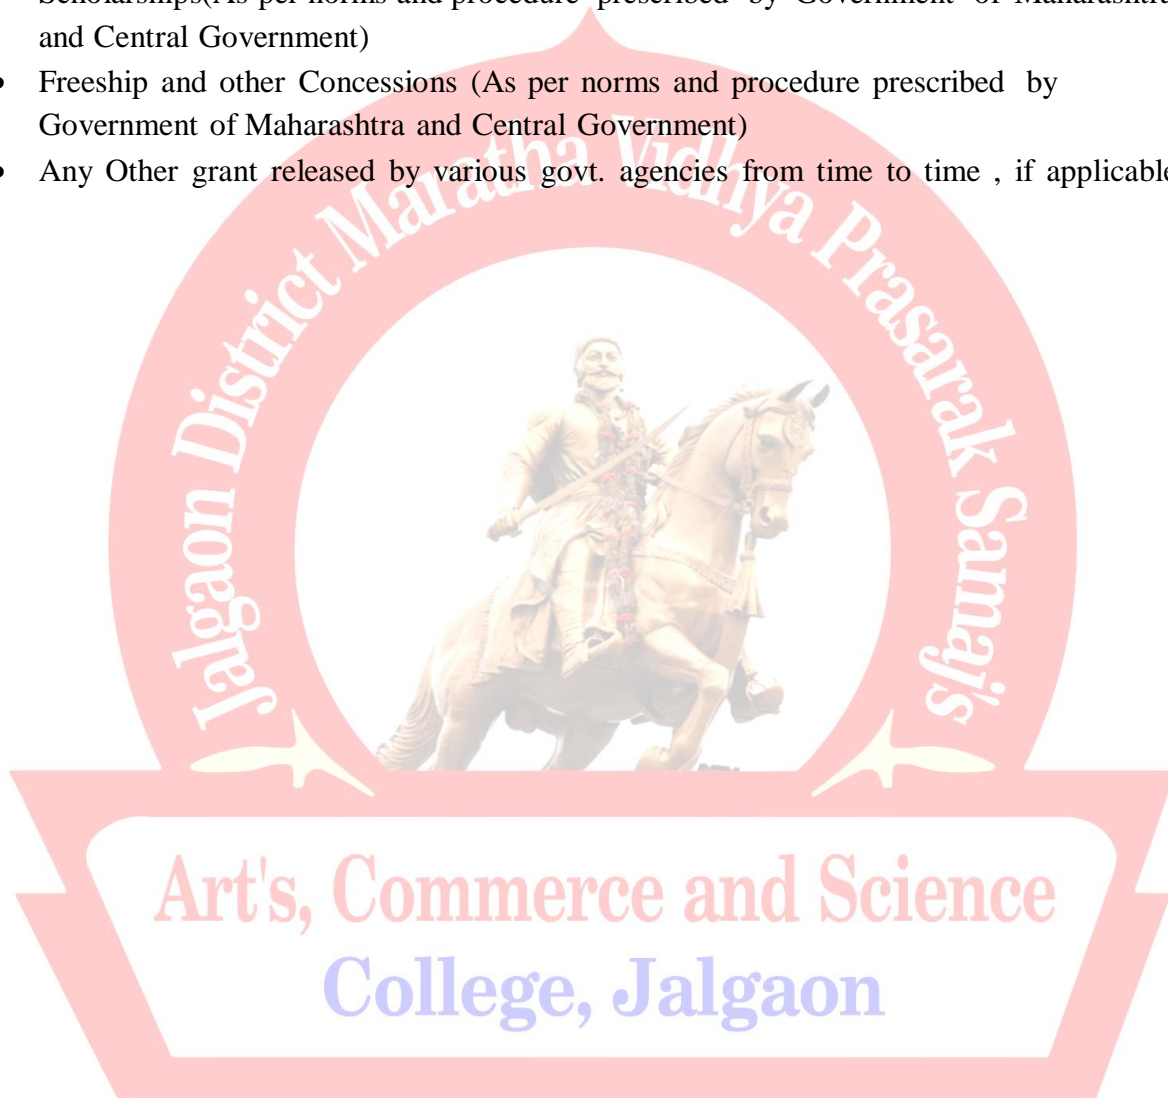 Scholarships(As per norms and procedure prescribed by Government of Maharashtra
and Central Government)
• Freeship and other Concessions (As per norms and procedure prescribed by
Government of Maharashtra and Central Government)
• Any Other grant released by various govt. agencies from time to time , if applicable
Jalgaon District Maratha Vidhya Prasarak Samaj's
Art's, Commerce and Science
College, Jalgaon